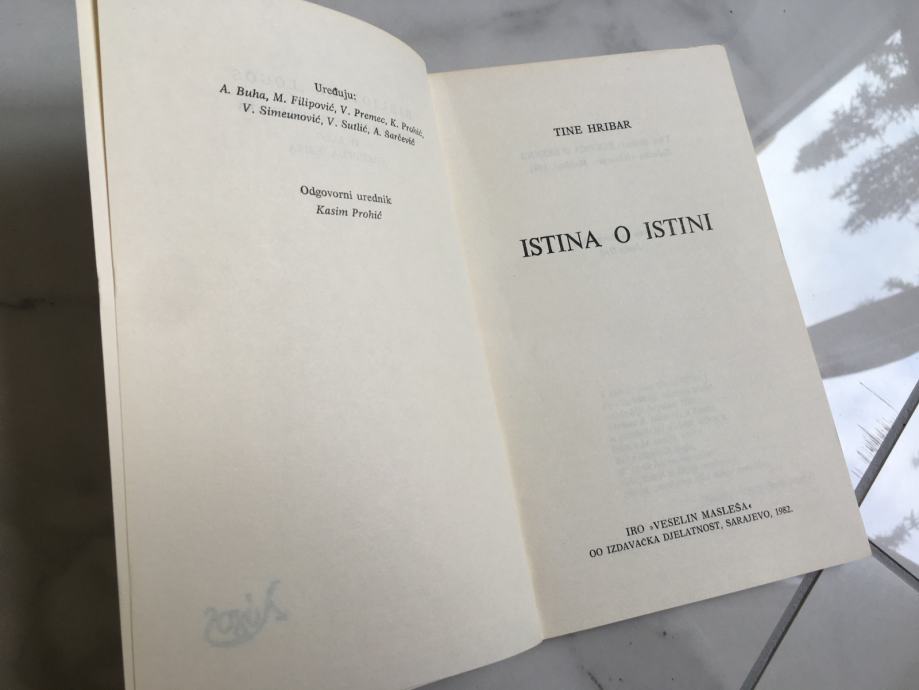 Uređuju:
A. Buha, M. Filipović, V. Premec, K. Prohić,
V. Simeunović, V. Sutlić, A. Šarčević
Odgovorni urednik
Kasim Prohić
TINE HRIBAR
ISTINA O ISTINI
IRO »VESELIN MASLEŠA«
OO IZDAVAČKA DJELATNOST, SARAJEVO, 1982.